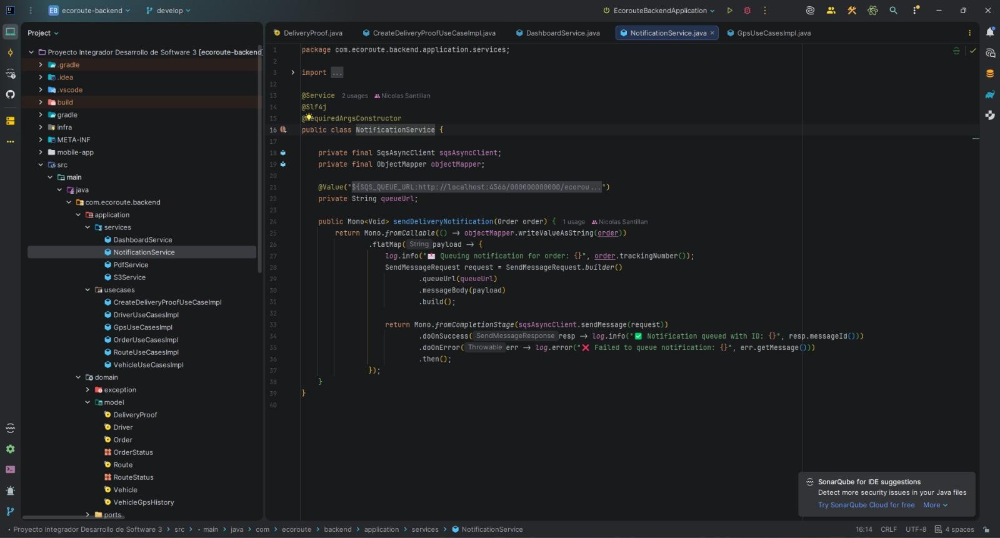 EB ecoroute-backend develop EcorouteBackendApplication
Project
Proyecto Integrador Desarrollo de Software 3 [ecoroute-backend]
.gradle
.idea
.vscode
build
gradle
infra
META-INF
mobile-app
src
main
java
com.ecoroute.backend
application
services
DashboardService
NotificationService
PdfService
S3Service
usecases
CreateDeliveryProofUseCaseImpl
DriverUseCasesImpl
GpsUseCasesImpl
OrderUseCasesImpl
RouteUseCasesImpl
VehicleUseCasesImpl
domain
exception
model
DeliveryProof
Driver
Order
OrderStatus
Route
RouteStatus
Vehicle
VehicleGpsHistory
ports
DeliveryProof.java CreateDeliveryProofUseCaseImpl.java DashboardService.java NotificationService.java × GpsUseCasesImpl.java
1 package com.ecoroute.backend.application.services;
2
3 import ...
12
13 @Service 2 usages Nicolas Santillan
14 @Slf4j
15 @RequiredArgsConstructor
16 public class NotificationService {
17
18 private final SqsAsyncClient sqsAsyncClient;
19 private final ObjectMapper objectMapper;
20
21 @Value("${SQS_QUEUE_URL:http://localhost:4566/000000000000/ecorou...")
22 private String queueUrl;
23
24 public Mono<Void> sendDeliveryNotification(Order order) { 1 usage Nicolas Santillan
25 return Mono.fromCallable(() → objectMapper.writeValueAsString(order))
26 .flatMap( String payload → {
27 log.info("📩 Queuing notification for order: {}", order.trackingNumber());
28 SendMessageRequest request = SendMessageRequest.builder()
29 .queueUrl(queueUrl)
30 .messageBody(payload)
31 .build();
32
33 return Mono.fromCompletionStage(sqsAsyncClient.sendMessage(request))
34 .doOnSuccess( SendMessageResponse resp → log.info("✅ Notification queued with ID: {}", resp.messageId()))
35 .doOnError( Throwable err → log.error("❌ Failed to queue notification: {}", err.getMessage()))
36 .then();
37 });
38 }
39 }
40
SonarQube for IDE suggestions
Detect more security issues in your Java files
Try SonarQube Cloud for free More
Proyecto Integrador Desarrollo de Software 3 > src > main > java > com > ecoroute > backend > application > services > NotificationService 16:14 CRLF UTF-8 4 spaces